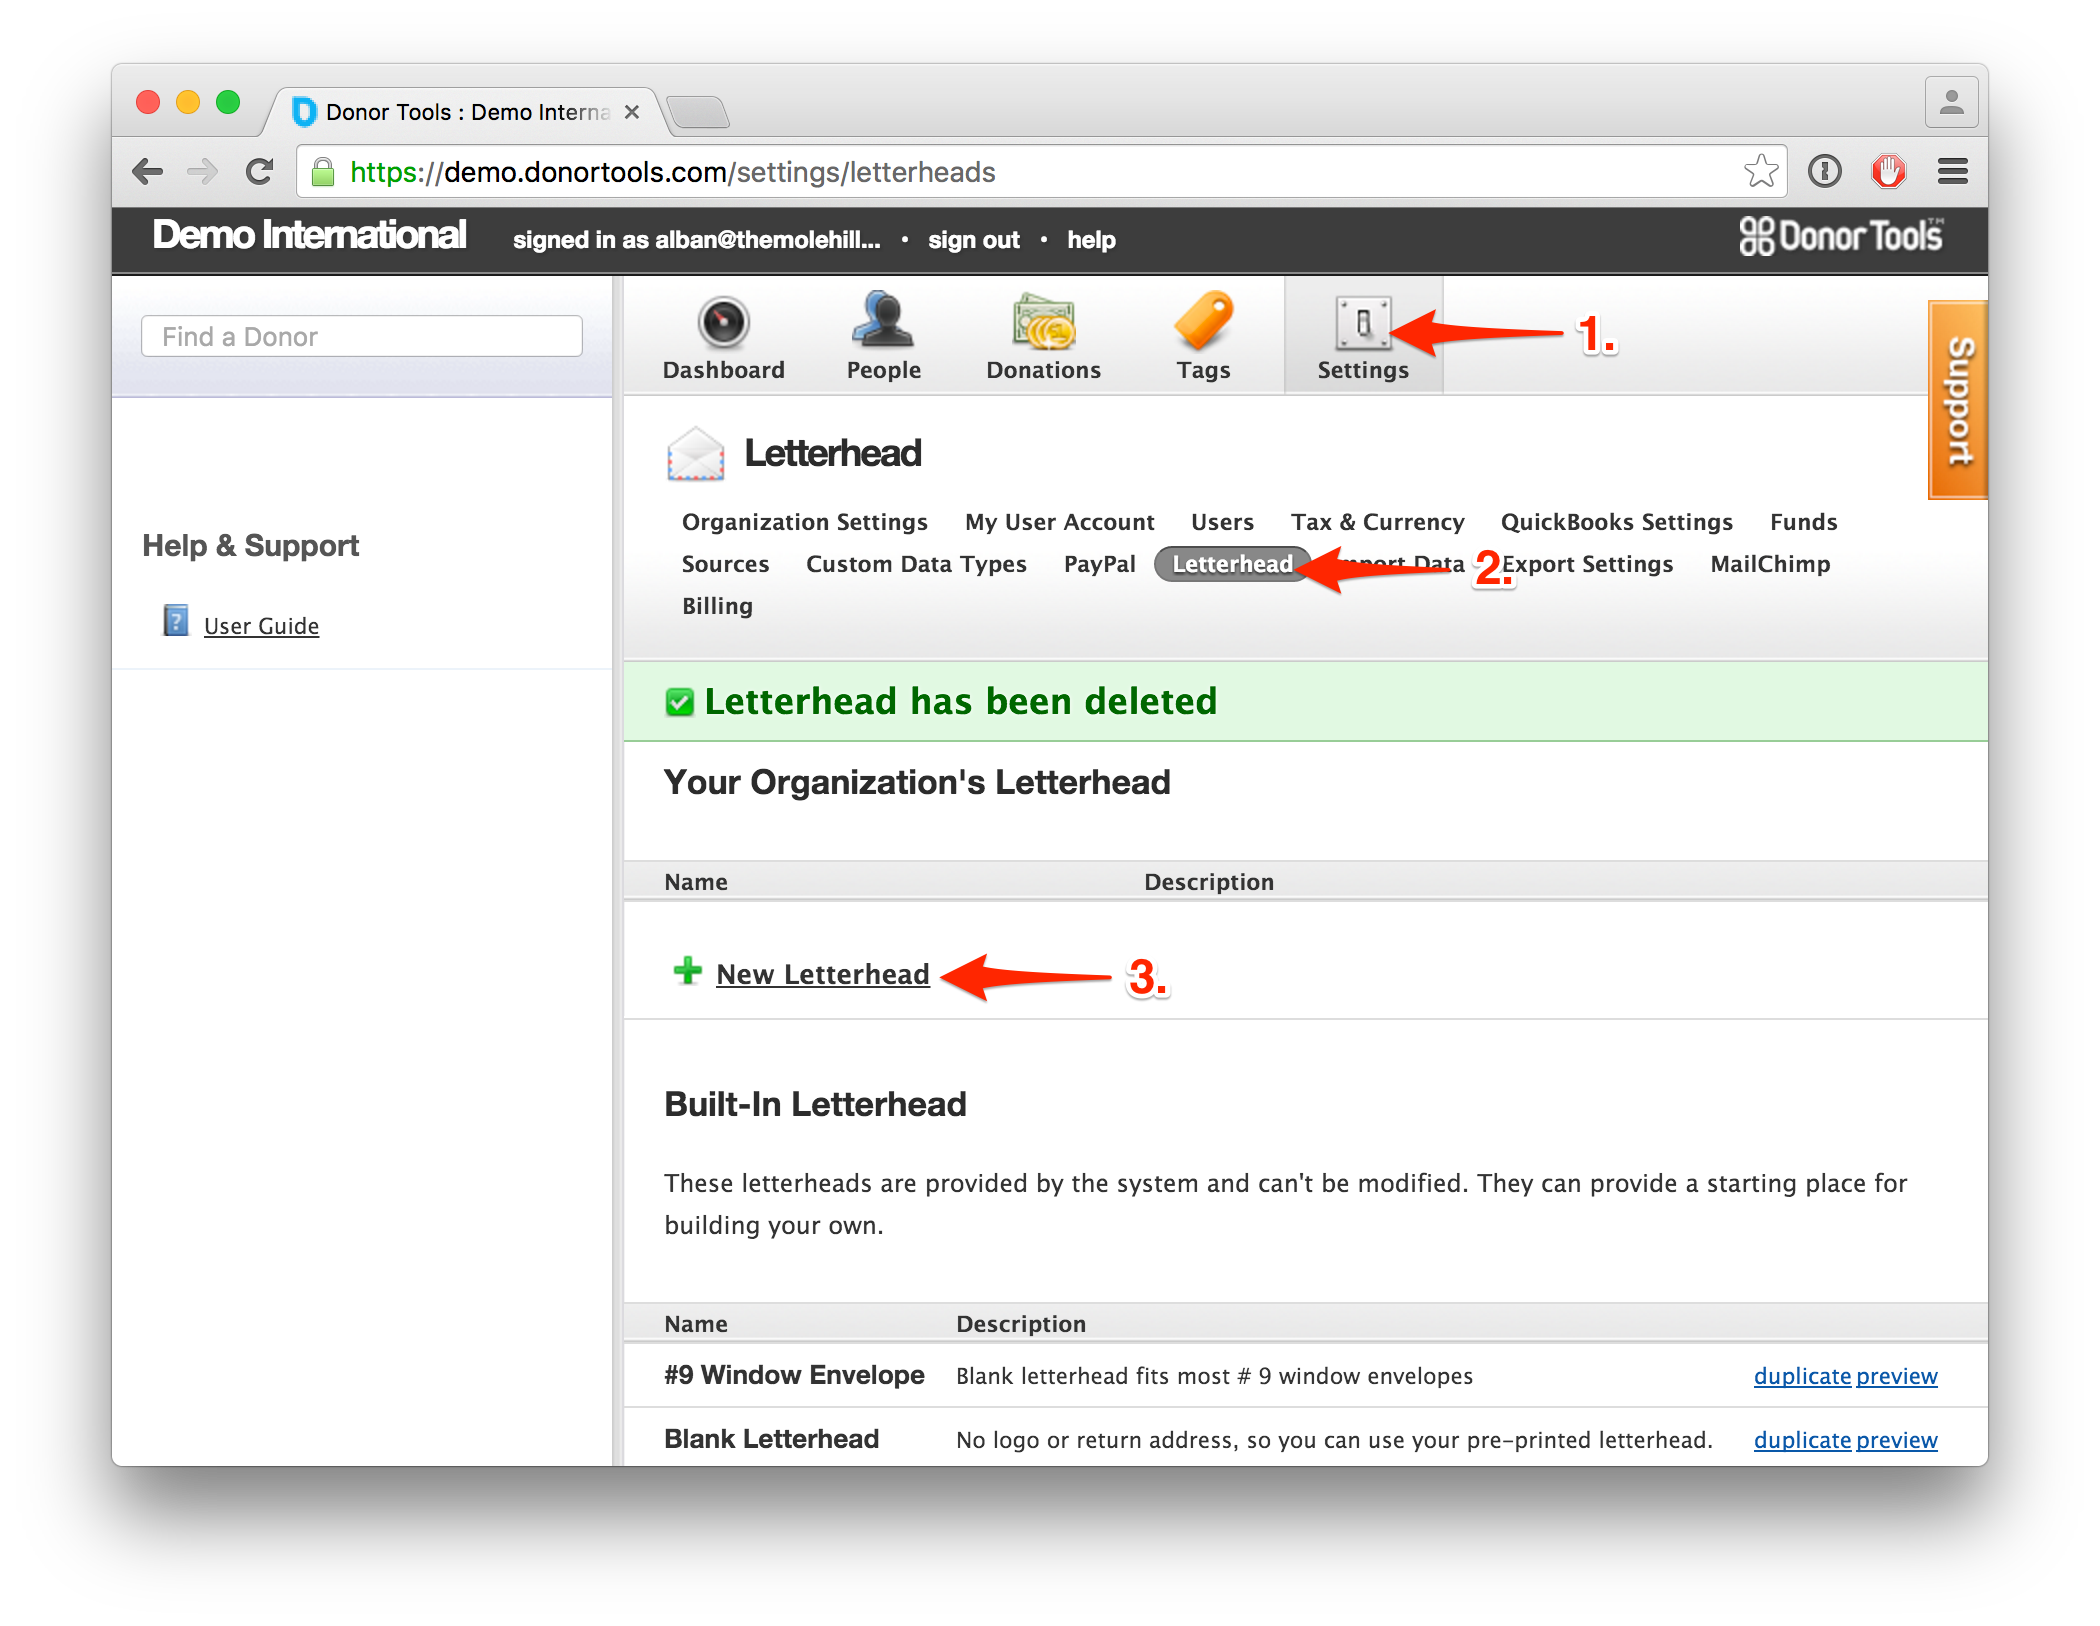 Donor Tools : Demo Interna
https://demo.donortools.com/settings/letterheads
Demo International signed in as alban@themolehill... • sign out • help Donor Tools™
Find a Donor
Dashboard People Donations Tags Settings 1.
Support
Letterhead
Organization Settings My User Account Users Tax & Currency QuickBooks Settings Funds
Sources Custom Data Types PayPal Letterhead Data 2. Export Settings MailChimp
Billing
Help & Support
User Guide
Letterhead has been deleted
Your Organization's Letterhead
Name Description
New Letterhead 3.
Built-In Letterhead
These letterheads are provided by the system and can't be modified. They can provide a starting place for
building your own.
Name Description
#9 Window Envelope Blank letterhead fits most # 9 window envelopes duplicate preview
Blank Letterhead No logo or return address, so you can use your pre-printed letterhead. duplicate preview